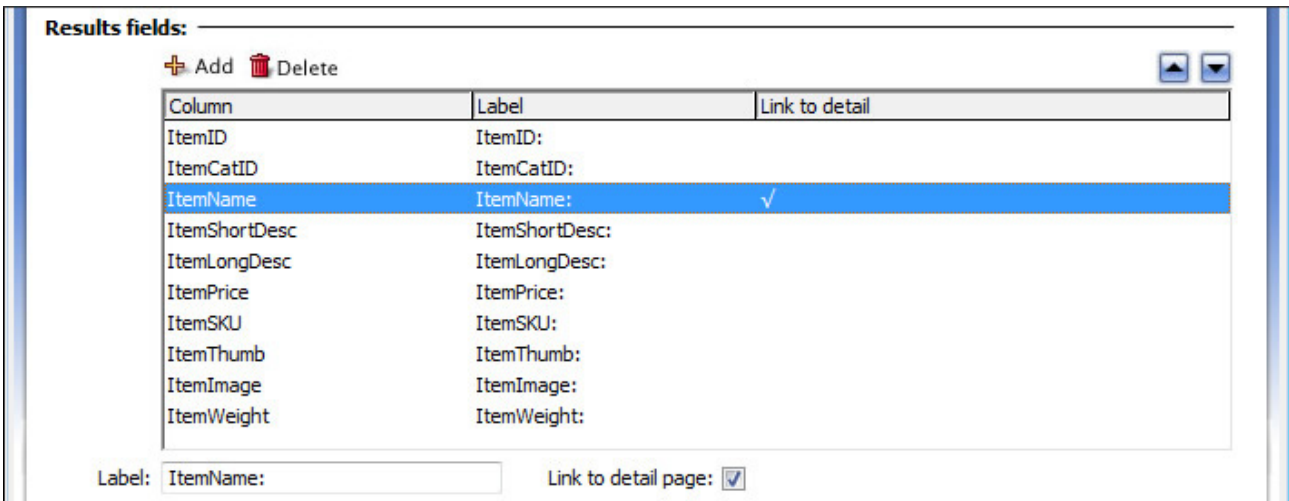 Results fields:
Add Delete
Column Label Link to detail
ItemID ItemID:
ItemCatID ItemCatID:
ItemName ItemName: √
ItemShortDesc ItemShortDesc:
ItemLongDesc ItemLongDesc:
ItemPrice ItemPrice:
ItemSKU ItemSKU:
ItemThumb ItemThumb:
ItemImage ItemImage:
ItemWeight ItemWeight:
Label: ItemName: Link to detail page: